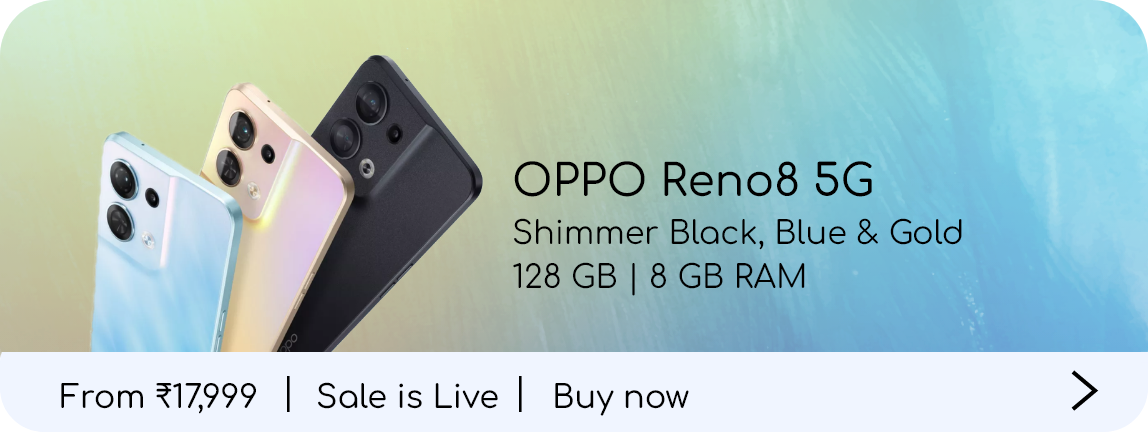 OPPO Reno8 5G
Shimmer Black, Blue & Gold
128 GB | 8 GB RAM
oppo
From ₹17,999 | Sale is Live | Buy now